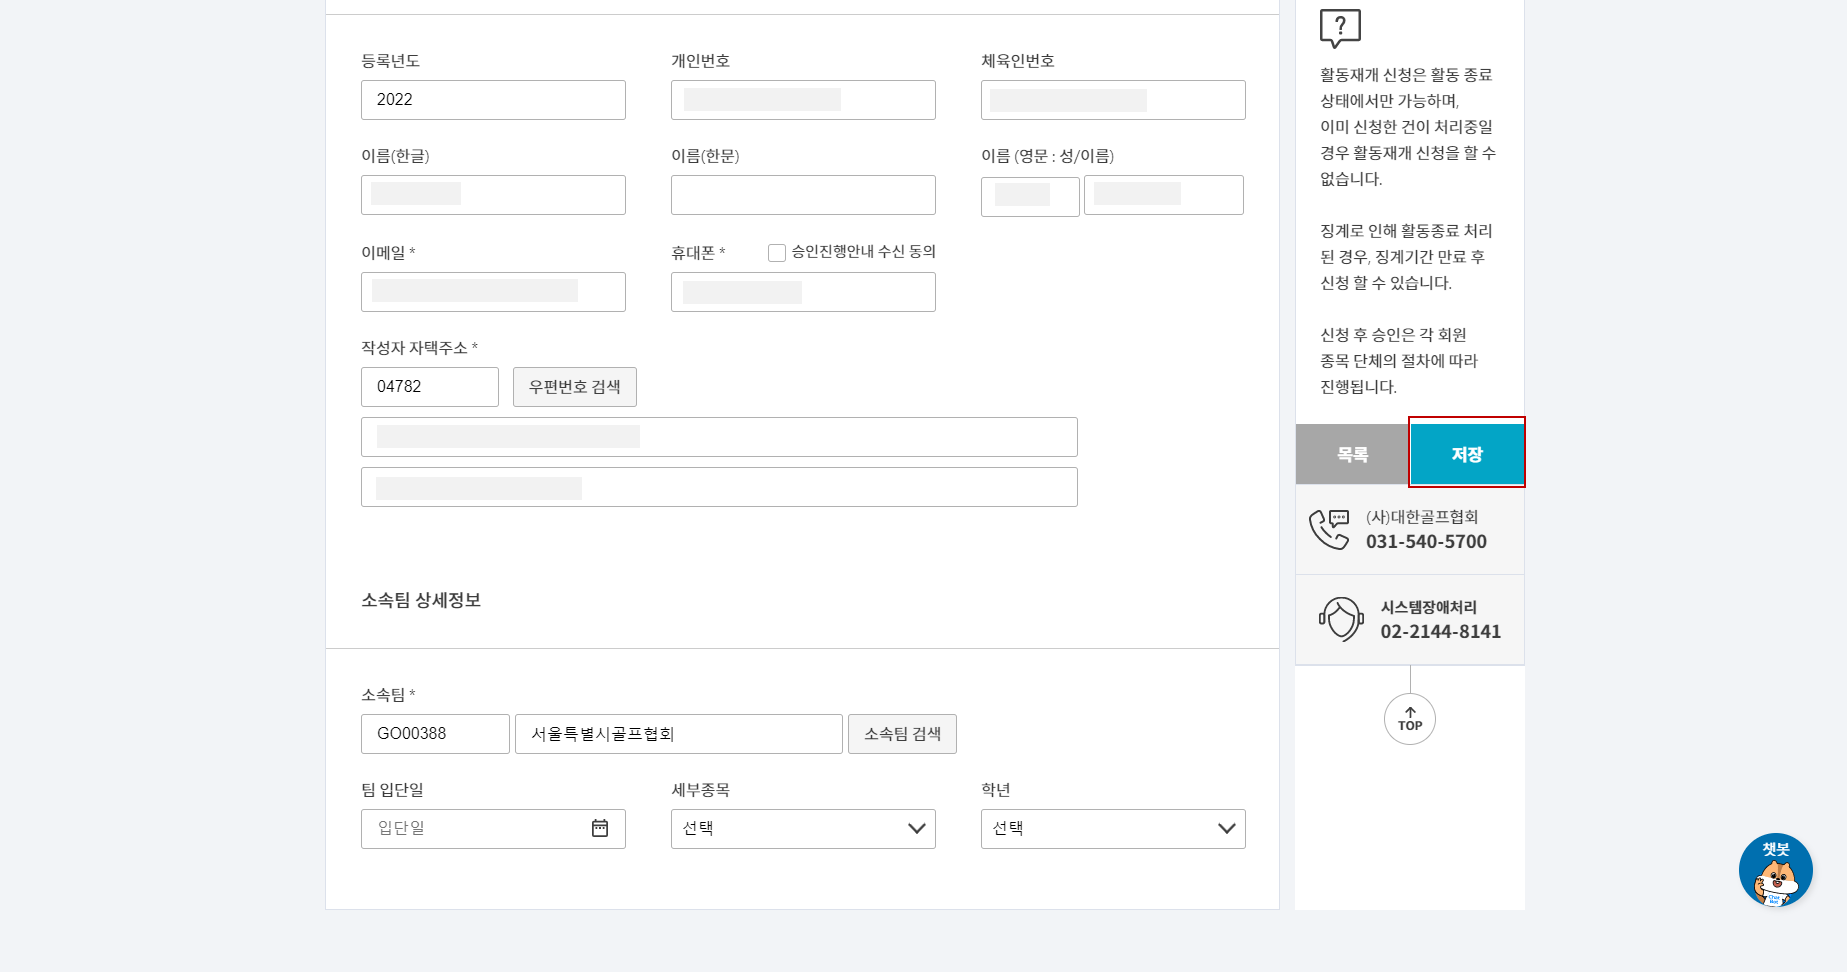 등록년도
개인번호
체육인번호
2022
이름(한글)
이름(한문)
이름 (영문 : 성/이름)
이메일 *
휴대폰 *
승인진행안내 수신 동의
작성자 자택주소 *
04782
우편번호 검색
소속팀 상세정보
소속팀 *
GO00388
서울특별시골프협회
소속팀 검색
팀 입단일
세부종목
학년
입단일
선택
선택
?
활동재개 신청은 활동 종료
상태에서만 가능하며,
이미 신청한 건이 처리중일
경우 활동재개 신청을 할 수
없습니다.
징계로 인해 활동종료 처리
된 경우, 징계기간 만료 후
신청 할 수 있습니다.
신청 후 승인은 각 회원
종목 단체의 절차에 따라
진행됩니다.
목록
저장
(사)대한골프협회
031-540-5700
시스템장애처리
02-2144-8141
TOP
챗봇
Chat
Bot